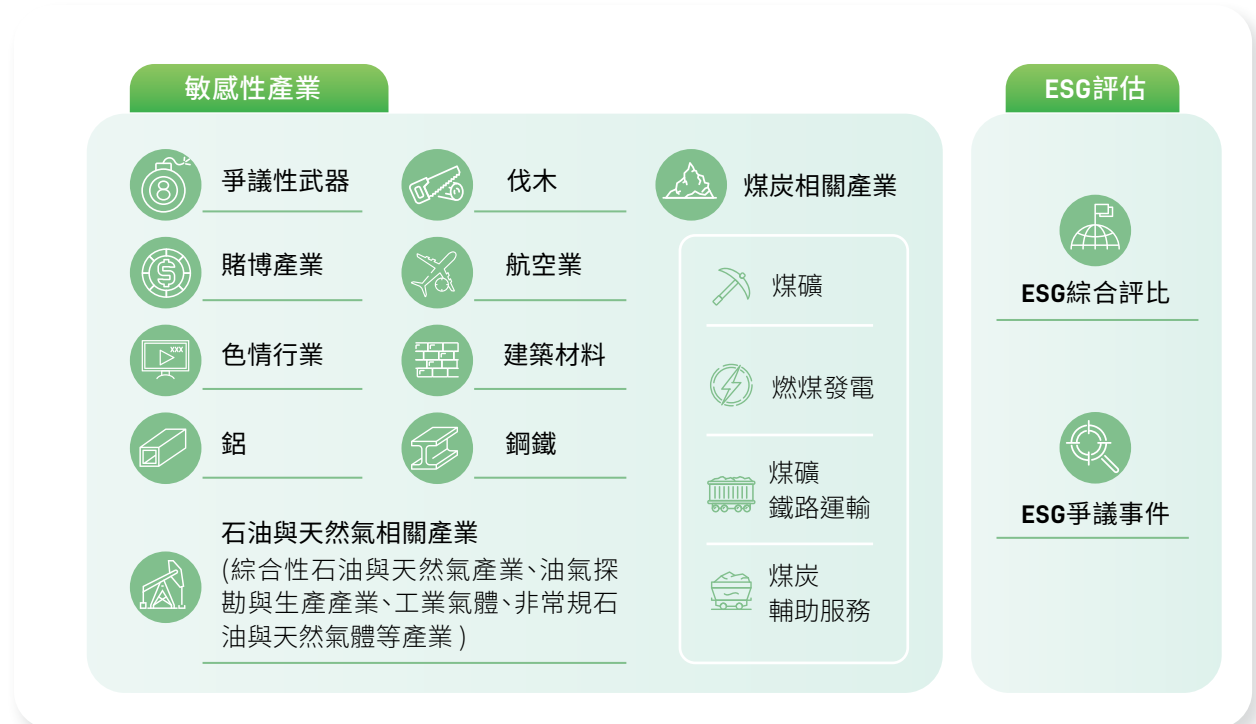 敏感性產業
爭議性武器
賭博產業
色情行業
鋁
伐木
航空業
建築材料
鋼鐵
石油與天然氣相關產業
(綜合性石油與天然氣產業、油氣探
勘與生產產業、工業氣體、非常規石
油與天然氣體等產業)
煤炭相關產業
煤礦
燃煤發電
煤礦
鐵路運輸
煤炭
輔助服務
ESG評估
ESG綜合評比
ESG爭議事件
8
$
XXX